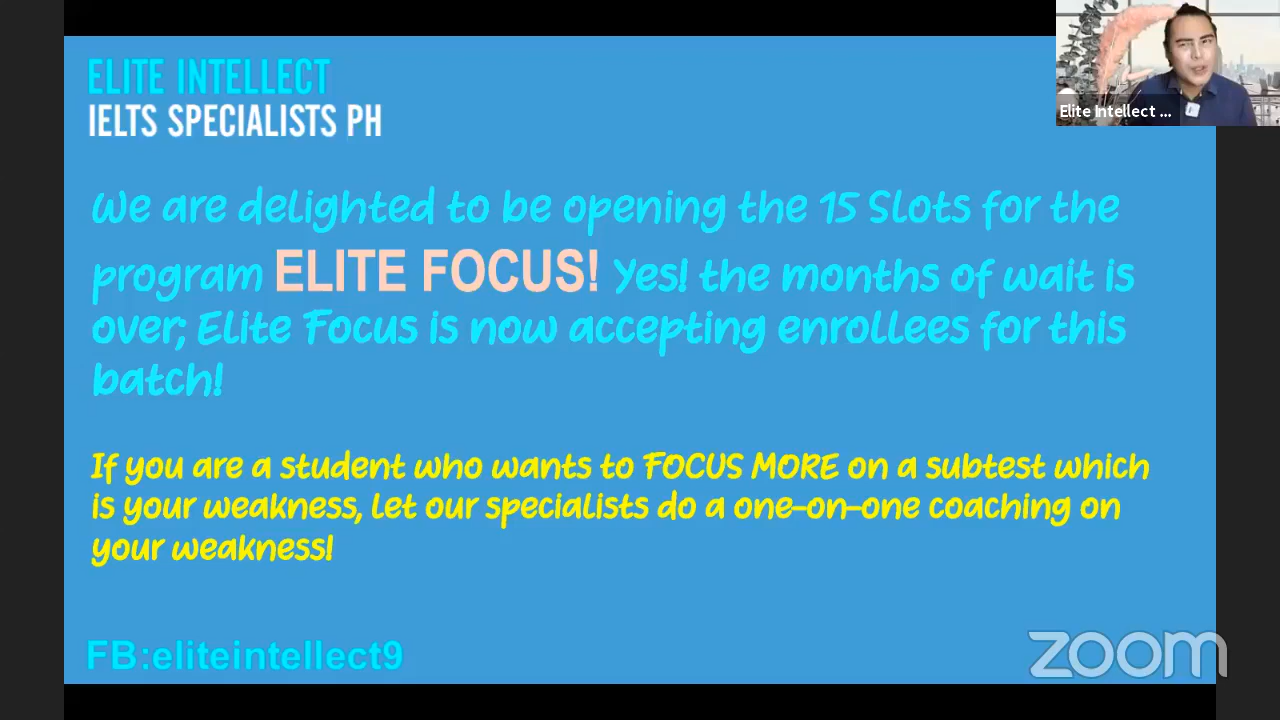 ELITE INTELLECT
IELTS SPECIALISTS PH
Elite Intellect ...
We are delighted to be opening the 15 Slots for the
program ELITE FOCUS! Yes! the months of wait is
over; Elite Focus is now accepting enrollees for this
batch!
If you are a student who wants to FOCUS MORE on a subtest which
is your weakness, let our specialists do a one-on-one coaching on
your weakness!
FB:eliteintellect9
zoom